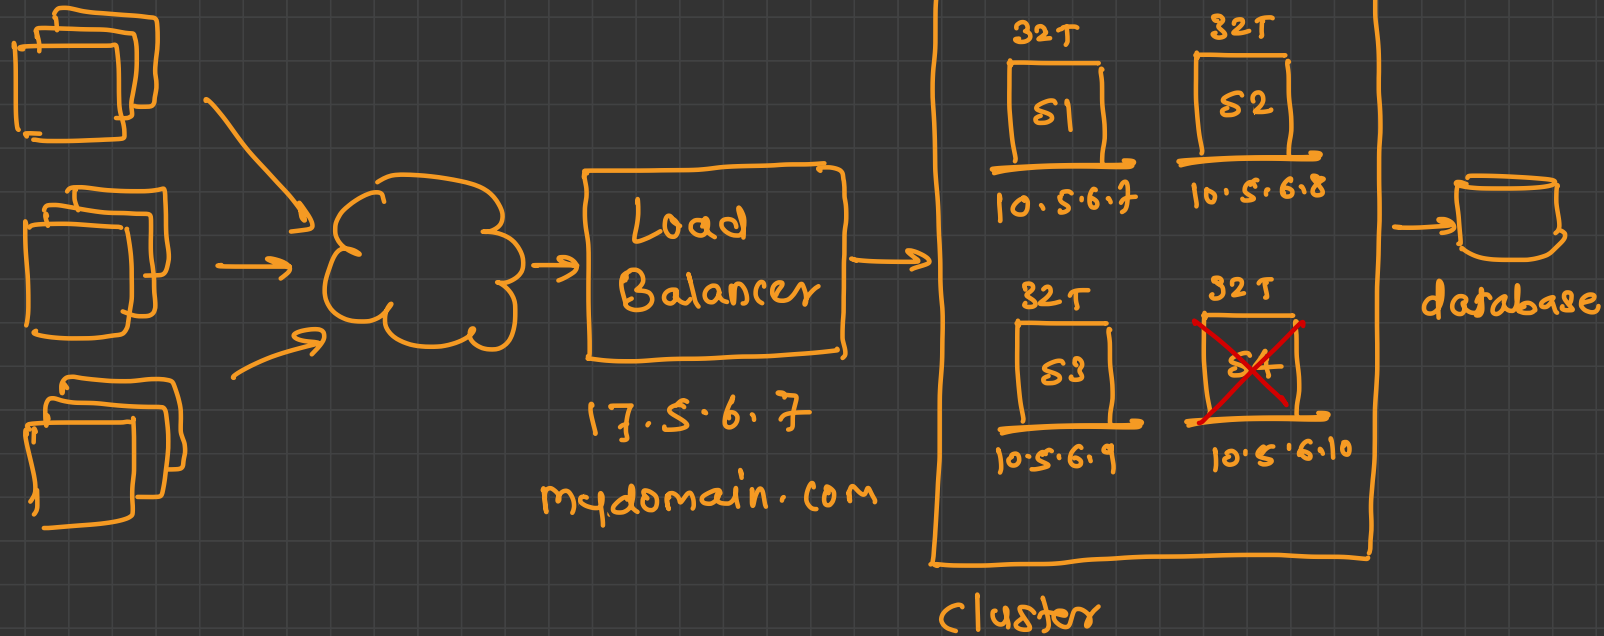 32T
32T
S1
S2
10.5.6.7
10.5.6.8
Load
Balancer
17.5.6.7
mydomain.com
32T
32T
S3
S4
10.5.6.9
10.5.6.10
database
Cluster